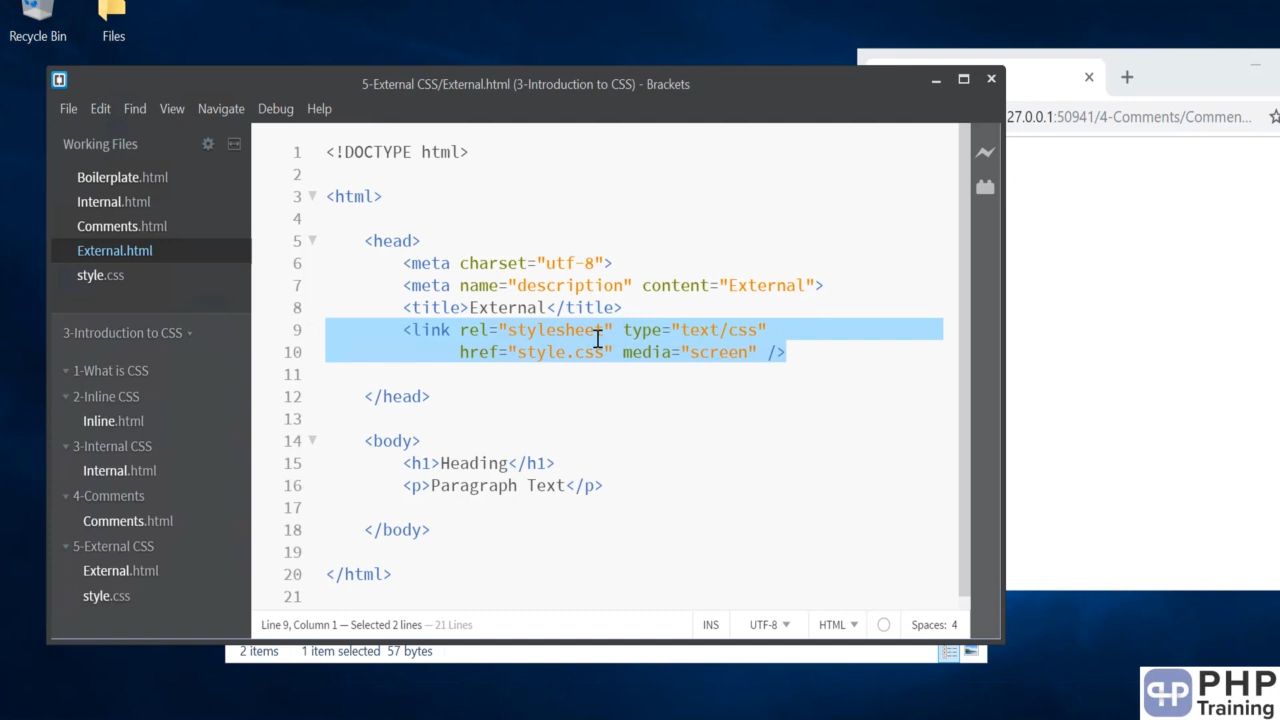 Recycle Bin
Files
5-External CSS/External.html (3-Introduction to CSS) - Brackets
File Edit Find View Navigate Debug Help
127.0.0.1:50941/4-Comments/Commen...
Working Files
Boilerplate.html
Internal.html
Comments.html
External.html
style.css
3-Introduction to CSS
1-What is CSS
2-Inline CSS
Inline.html
3-Internal CSS
Internal.html
4-Comments
Comments.html
5-External CSS
External.html
style.css
1 <!DOCTYPE html>
2
3 <html>
4
5 <head>
6 <meta charset="utf-8">
7 <meta name="description" content="External">
8 <title>External</title>
9 <link rel="stylesheet" type="text/css"
10 href="style.css" media="screen" />
11
12 </head>
13
14 <body>
15 <h1>Heading</h1>
16 <p>Paragraph Text</p>
17
18 </body>
19
20 </html>
21
Line 9, Column 1 — Selected 2 lines — 21 Lines
INS UTF-8 HTML Spaces: 4
2 items 1 item selected 57 bytes
PHP
Training